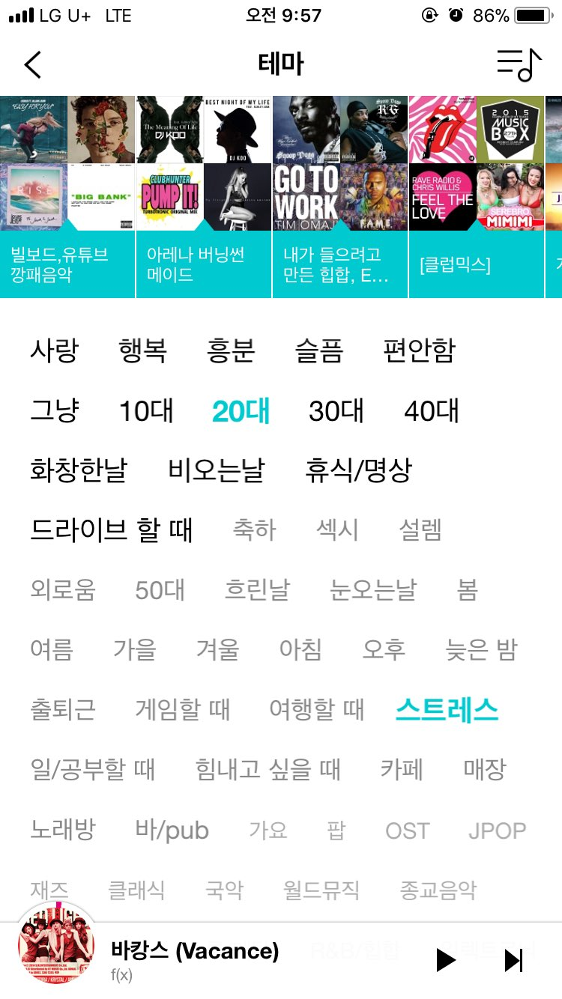 LG U+ LTE 오전 9:57 86%
테마
"EASY FOR YOU"
The Meaning Of Life
DJ KOO
BEST NIGHT OF MY LIFE
DJ KOO
Snoop Dogg
R&G
2015
MUSIC
BOX
27TH
RISE
"BIG BANK"
CLUBHUNTER
PUMP IT!
TURBOTRONIC ORIGINAL MIX
GO TO
WORK
TIM OMAJI
FAME
RAVE RADIO &
CHRIS WILLIS
FEEL THE
LOVE
SEREBRO
MIMIMI
빌보드,유튜브
깡패음악
아레나 버닝썬
메이드
내가 들으려고
만든 힙합, E...
[클럽믹스]
사랑 행복 흥분 슬픔 편안함
그냥 10대 20대 30대 40대
화창한날 비오는날 휴식/명상
드라이브 할 때 축하 섹시 설렘
외로움 50대 흐린날 눈오는날 봄
여름 가을 겨울 아침 오후 늦은 밤
출퇴근 게임할 때 여행할 때 스트레스
일/공부할 때 힘내고 싶을 때 카페 매장
노래방 바/pub 가요 팝 OST JPOP
재즈 클래식 국악 월드뮤직 종교음악
바캉스 (Vacance)
f(x)